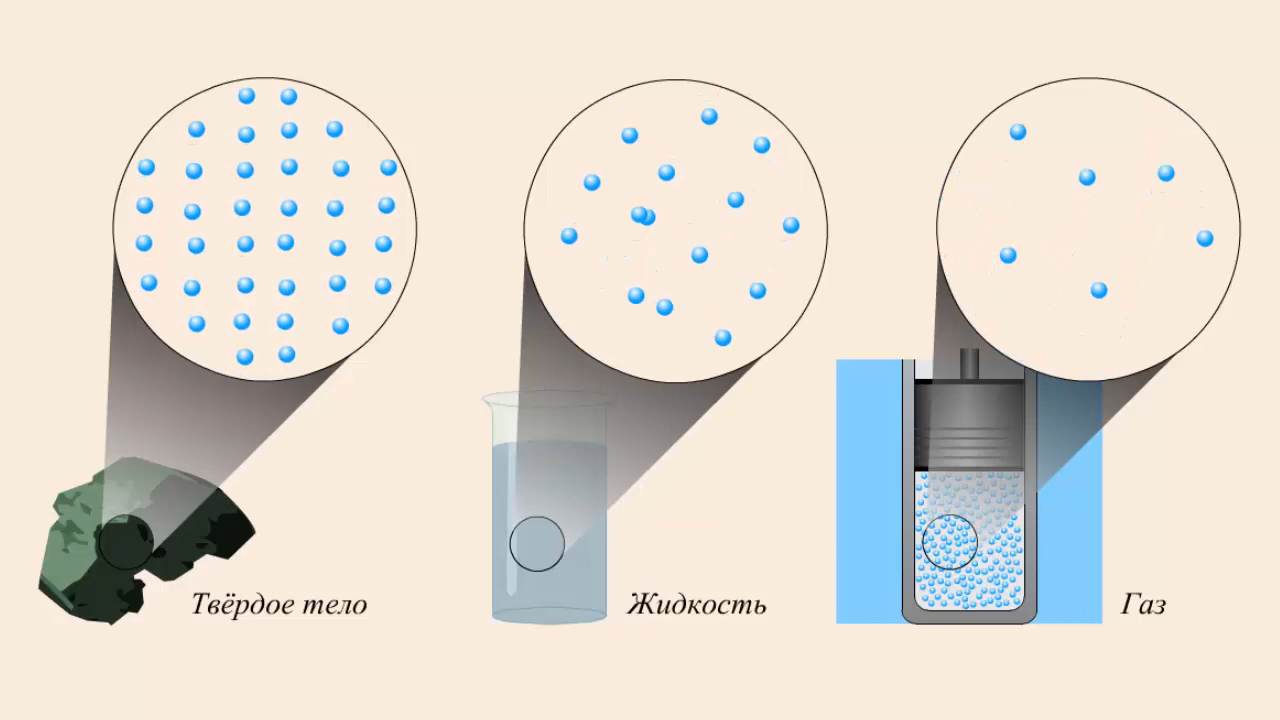 Твёрдое тело
Жидкость
Газ